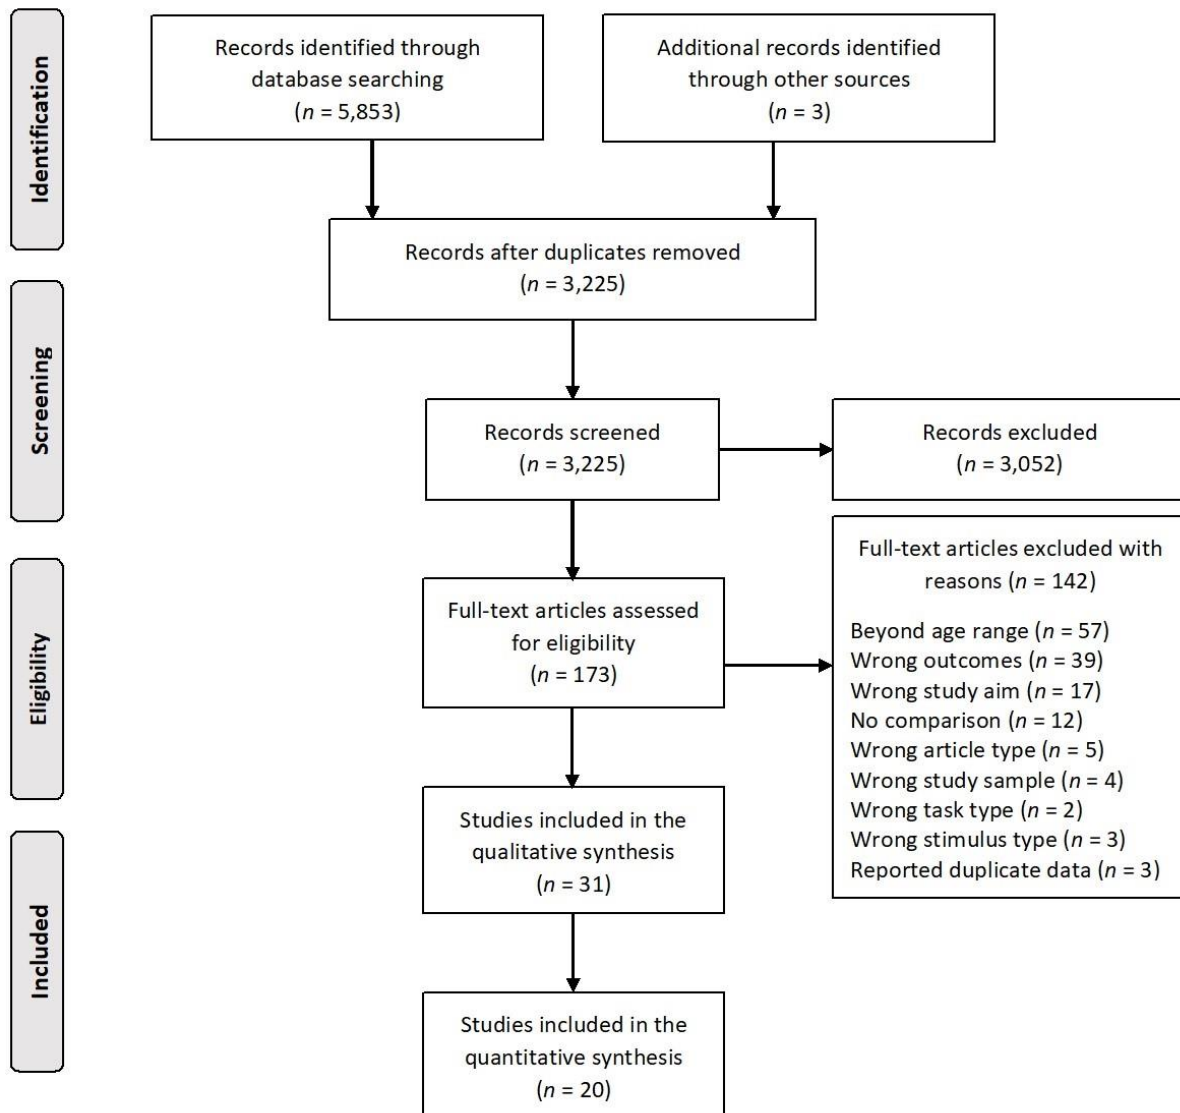 Identification
Records identified through
database searching
(n = 5,853)
Additional records identified
through other sources
(n = 3)
Records after duplicates removed
(n = 3,225)
Screening
Records screened
(n = 3,225)
Records excluded
(n = 3,052)
Eligibility
Full-text articles assessed
for eligibility
(n = 173)
Full-text articles excluded with
reasons (n = 142)
Beyond age range (n = 57)
Wrong outcomes (n = 39)
Wrong study aim (n = 17)
No comparison (n = 12)
Wrong article type (n = 5)
Wrong study sample (n = 4)
Wrong task type (n = 2)
Wrong stimulus type (n = 3)
Reported duplicate data (n = 3)
Included
Studies included in the
qualitative synthesis
(n = 31)
Studies included in the
quantitative synthesis
(n = 20)